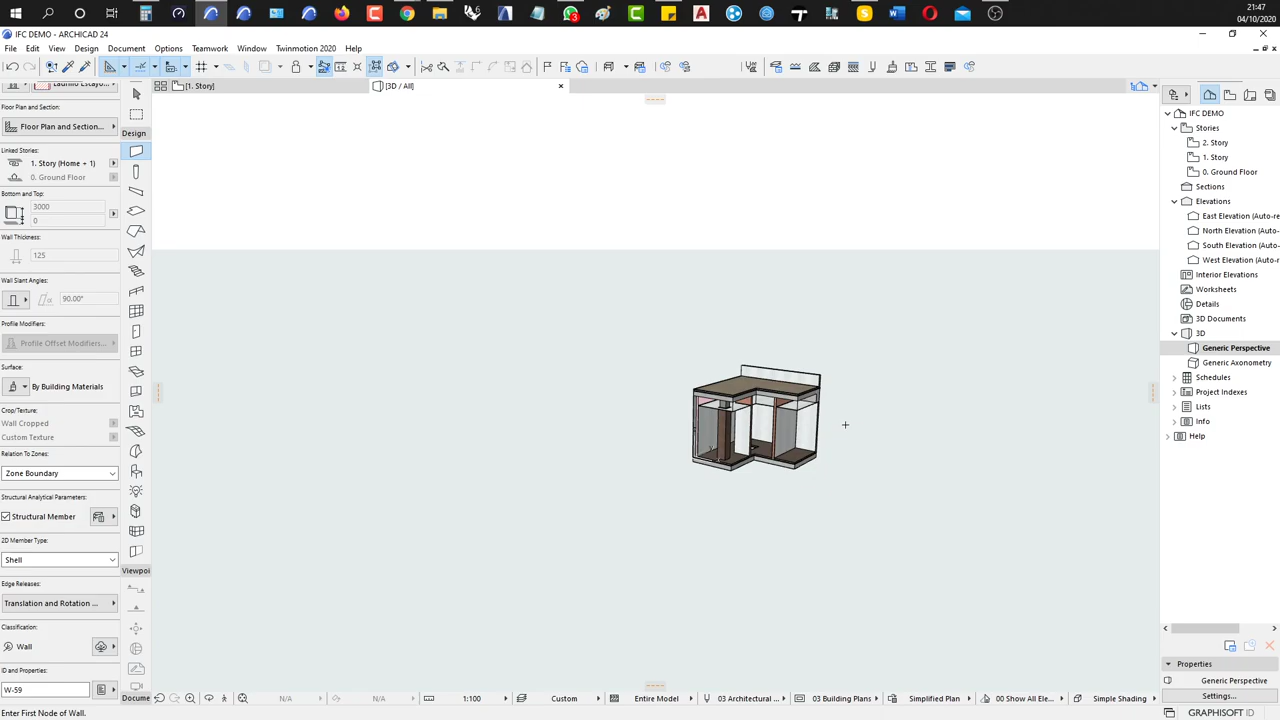 21:47
04/10/2020
3
IFC DEMO - ARCHICAD 24
File Edit View Design Document Options Teamwork Window Twinmotion 2020 Help
[1. Story]
[3D / All]
Floor Plan and Section:
Floor Plan and Section...
Linked Stories:
1. Story (Home + 1)
0. Ground Floor
Bottom and Top:
3000
0
Wall Thickness:
125
Wall Slant Angles:
90.00°
Profile Modifiers:
Profile Offset Modifiers...
Surface:
By Building Materials
Crop/Texture:
Wall Cropped
Custom Texture
Relation To Zones:
Zone Boundary
Structural Analytical Parameters:
Structural Member
2D Member Type:
Shell
Edge Releases:
Translation and Rotation ...
Classification:
Wall
ID and Properties:
W-59
Enter First Node of Wall.
Design
Viewpoi
Docume
IFC DEMO
Stories
2. Story
1. Story
0. Ground Floor
Sections
Elevations
East Elevation (Auto-re
North Elevation (Auto-
South Elevation (Auto-
West Elevation (Auto-r
Interior Elevations
Worksheets
Details
3D Documents
3D
Generic Perspective
Generic Axonometry
Schedules
Project Indexes
Lists
Info
Help
Properties
Generic Perspective
Settings...
N/A
N/A
1:100
Custom
Entire Model
03 Architectural ...
03 Building Plans
Simplified Plan
00 Show All Ele...
Simple Shading
GRAPHISOFT ID